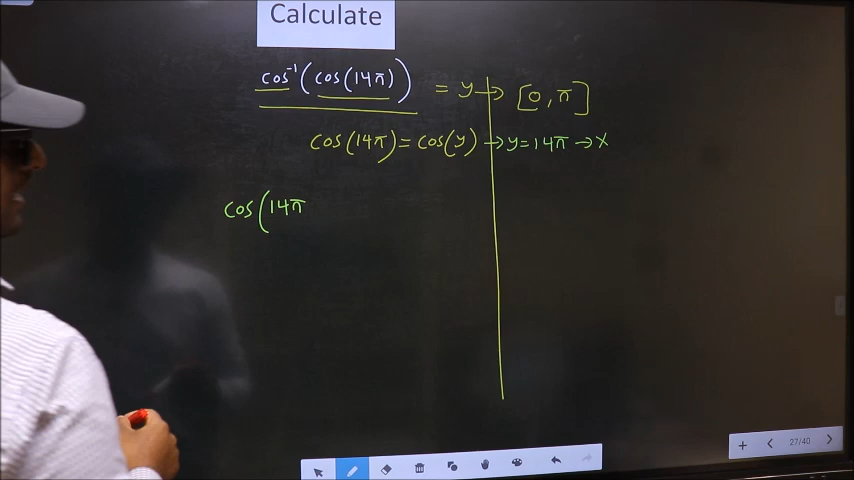 Calculate
cos⁻¹(cos(14π)) = y → [0, π]
cos(14π) = cos(y) → y = 14π → x
cos(14π
27/40